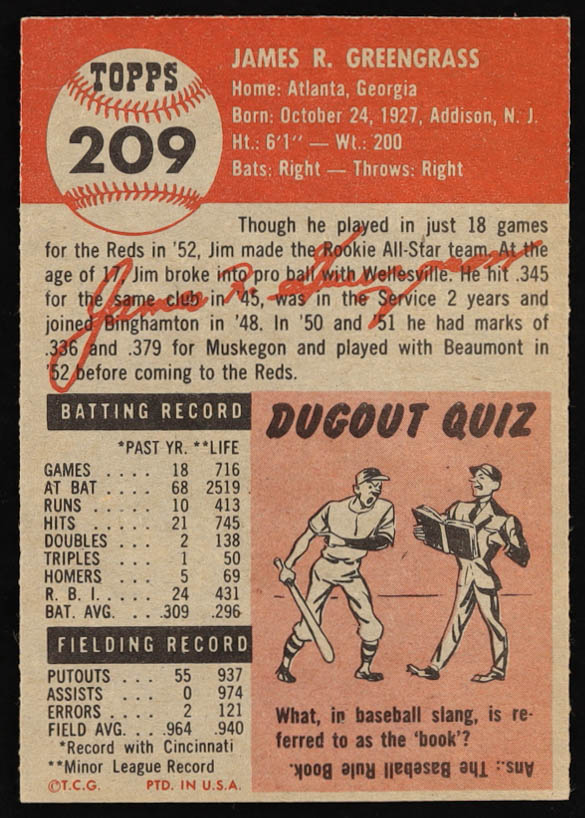 TOPPS
209
JAMES R. GREENGRASS
Home: Atlanta, Georgia
Born: October 24, 1927, Addison, N. J.
Ht.: 6'1" — Wt.: 200
Bats: Right — Throws: Right
Though he played in just 18 games
for the Reds in '52, Jim made the Rookie All-Star team. At the
age of 17, Jim broke into pro ball with Wellesville. He hit .345
for the same club in '45, was in the Service 2 years and
joined Binghamton in '48. In '50 and '51 he had marks of
.336 and .379 for Muskegon and played with Beaumont in
'52 before coming to the Reds.
James R. Greengrass
BATTING RECORD
*PAST YR. **LIFE
GAMES .... 18 716
AT BAT ... 68 2519
RUNS .... 10 413
HITS .... 21 745
DOUBLES ... 2 138
TRIPLES ... 1 50
HOMERS ... 5 69
R. B. I. ... 24 431
BAT. AVG. ... .309 .296
FIELDING RECORD
PUTOUTS ... 55 937
ASSISTS ... 0 974
ERRORS ... 2 121
FIELD AVG. .. .964 .940
*Record with Cincinnati
**Minor League Record
©T.C.G. PTD. IN U.S.A.
DUGOUT QUIZ
What, in baseball slang, is re-
ferred to as the 'book'?
Ans.: The Baseball Rule Book.